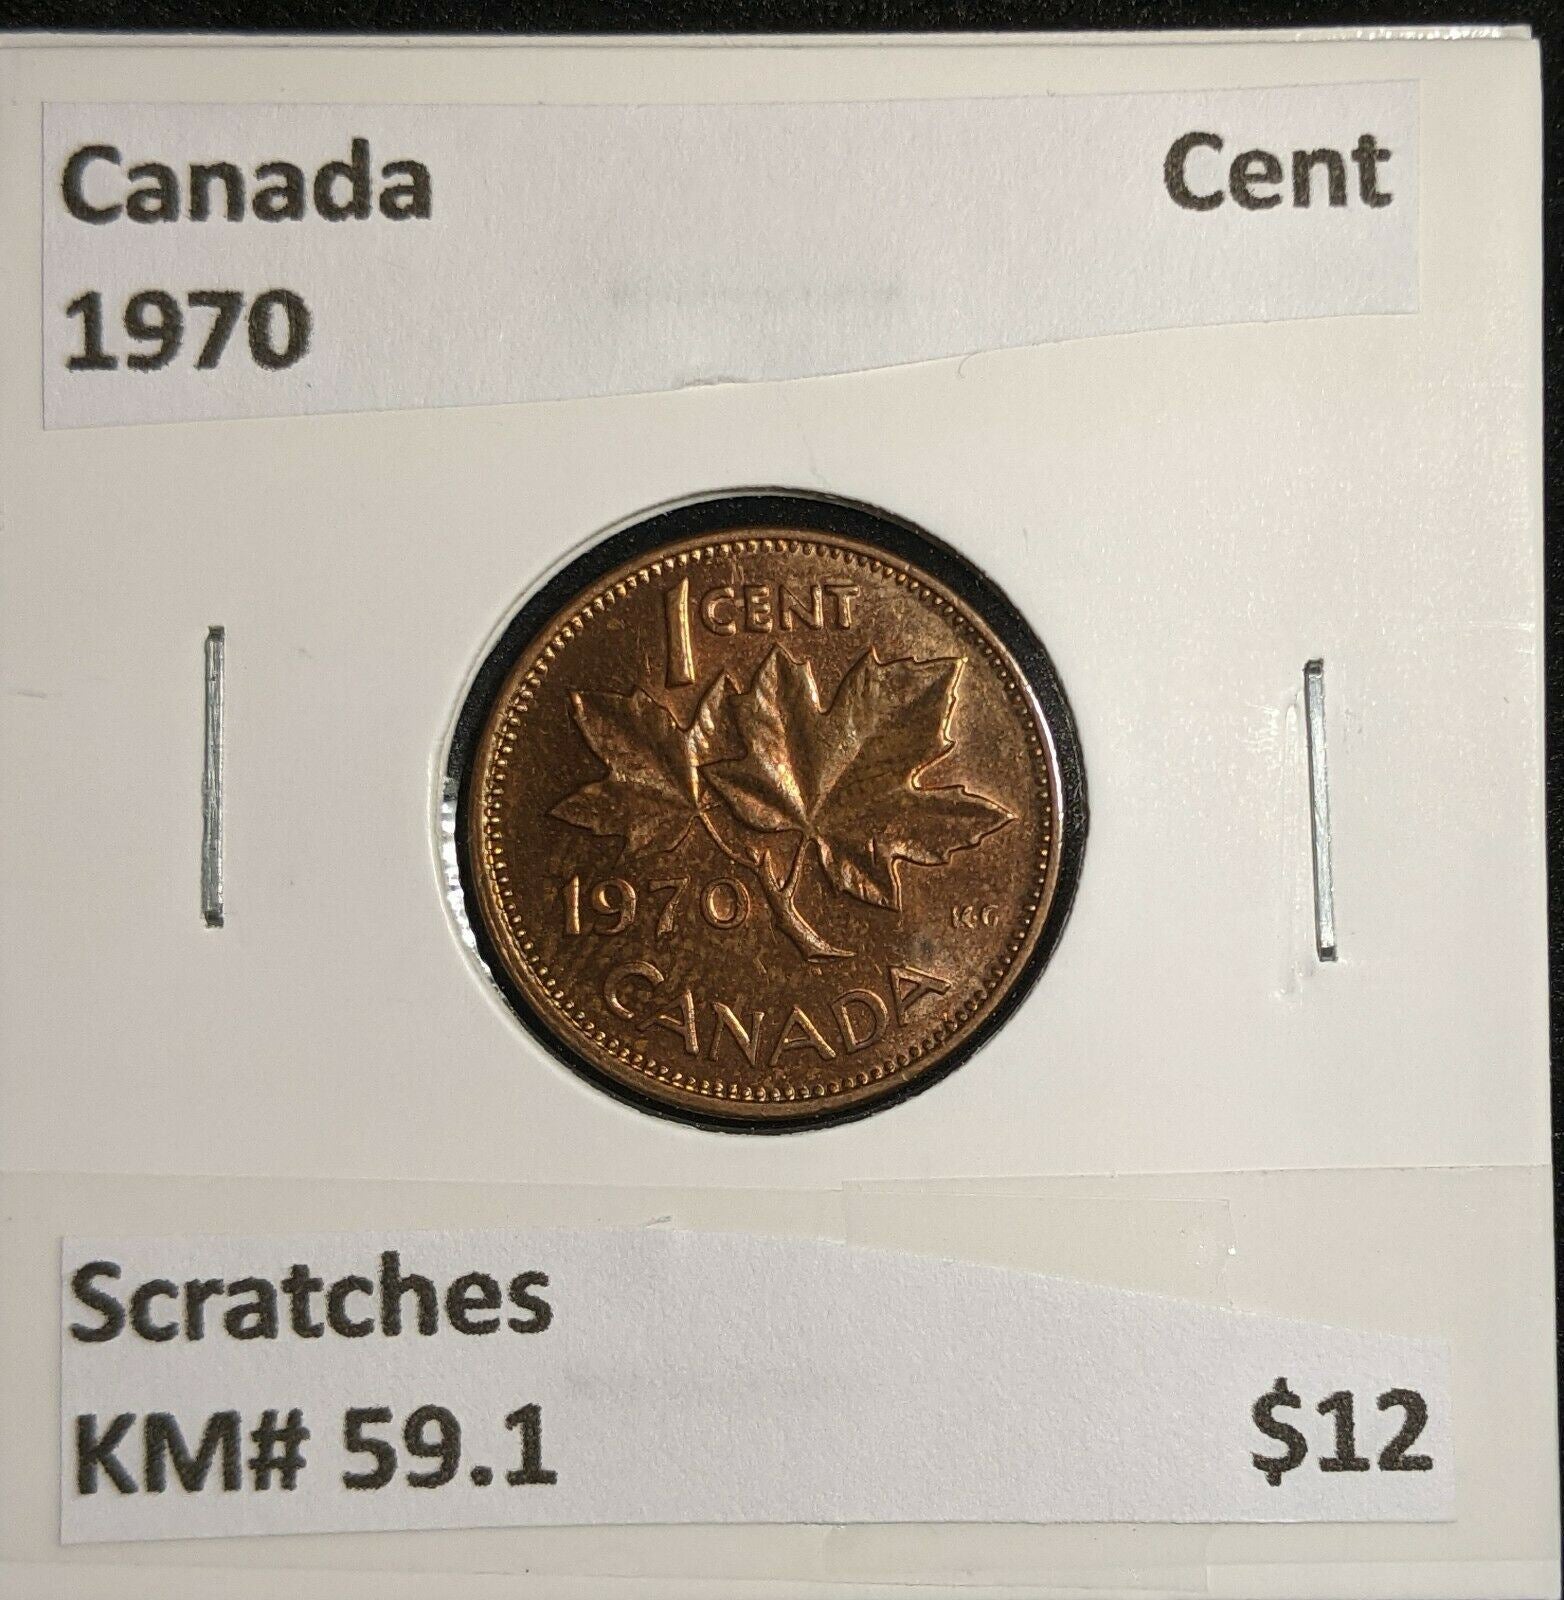 Canada Cent
1970
1 CENT
1970 KG
CANADA
Scratches
KM# 59.1 $12